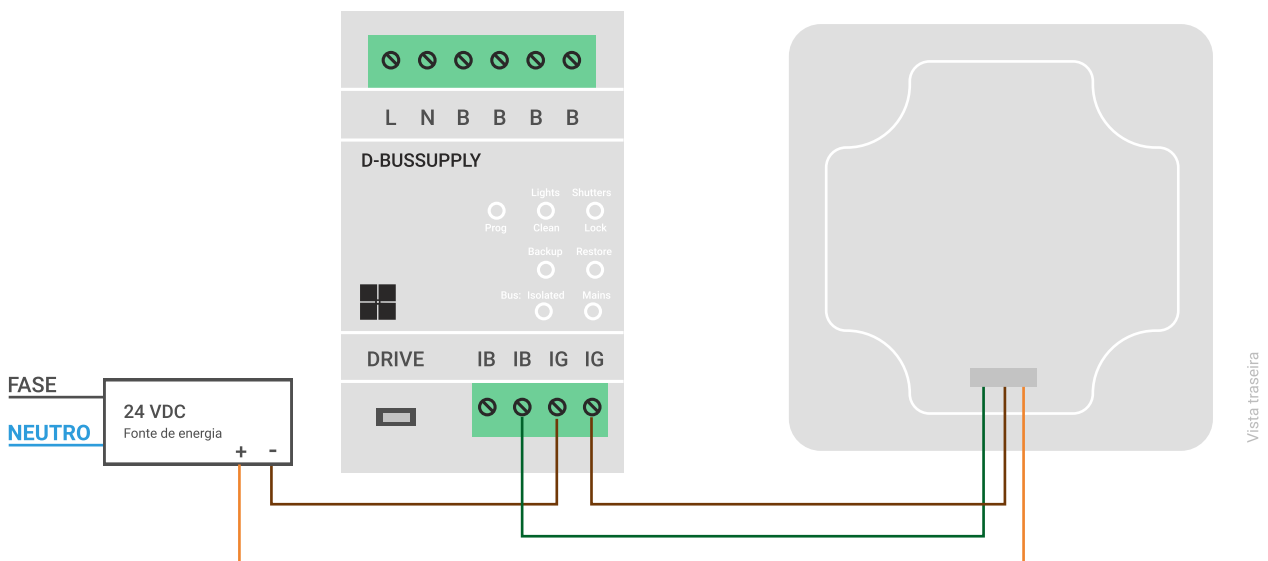 L N B B B B
D-BUSSUPPLY
Lights Shutters
Prog Clean Lock
Backup Restore
Bus: Isolated Mains
DRIVE IB IB IG IG
FASE
NEUTRO
24 VDC
Fonte de energia
+ -
Vista traseira